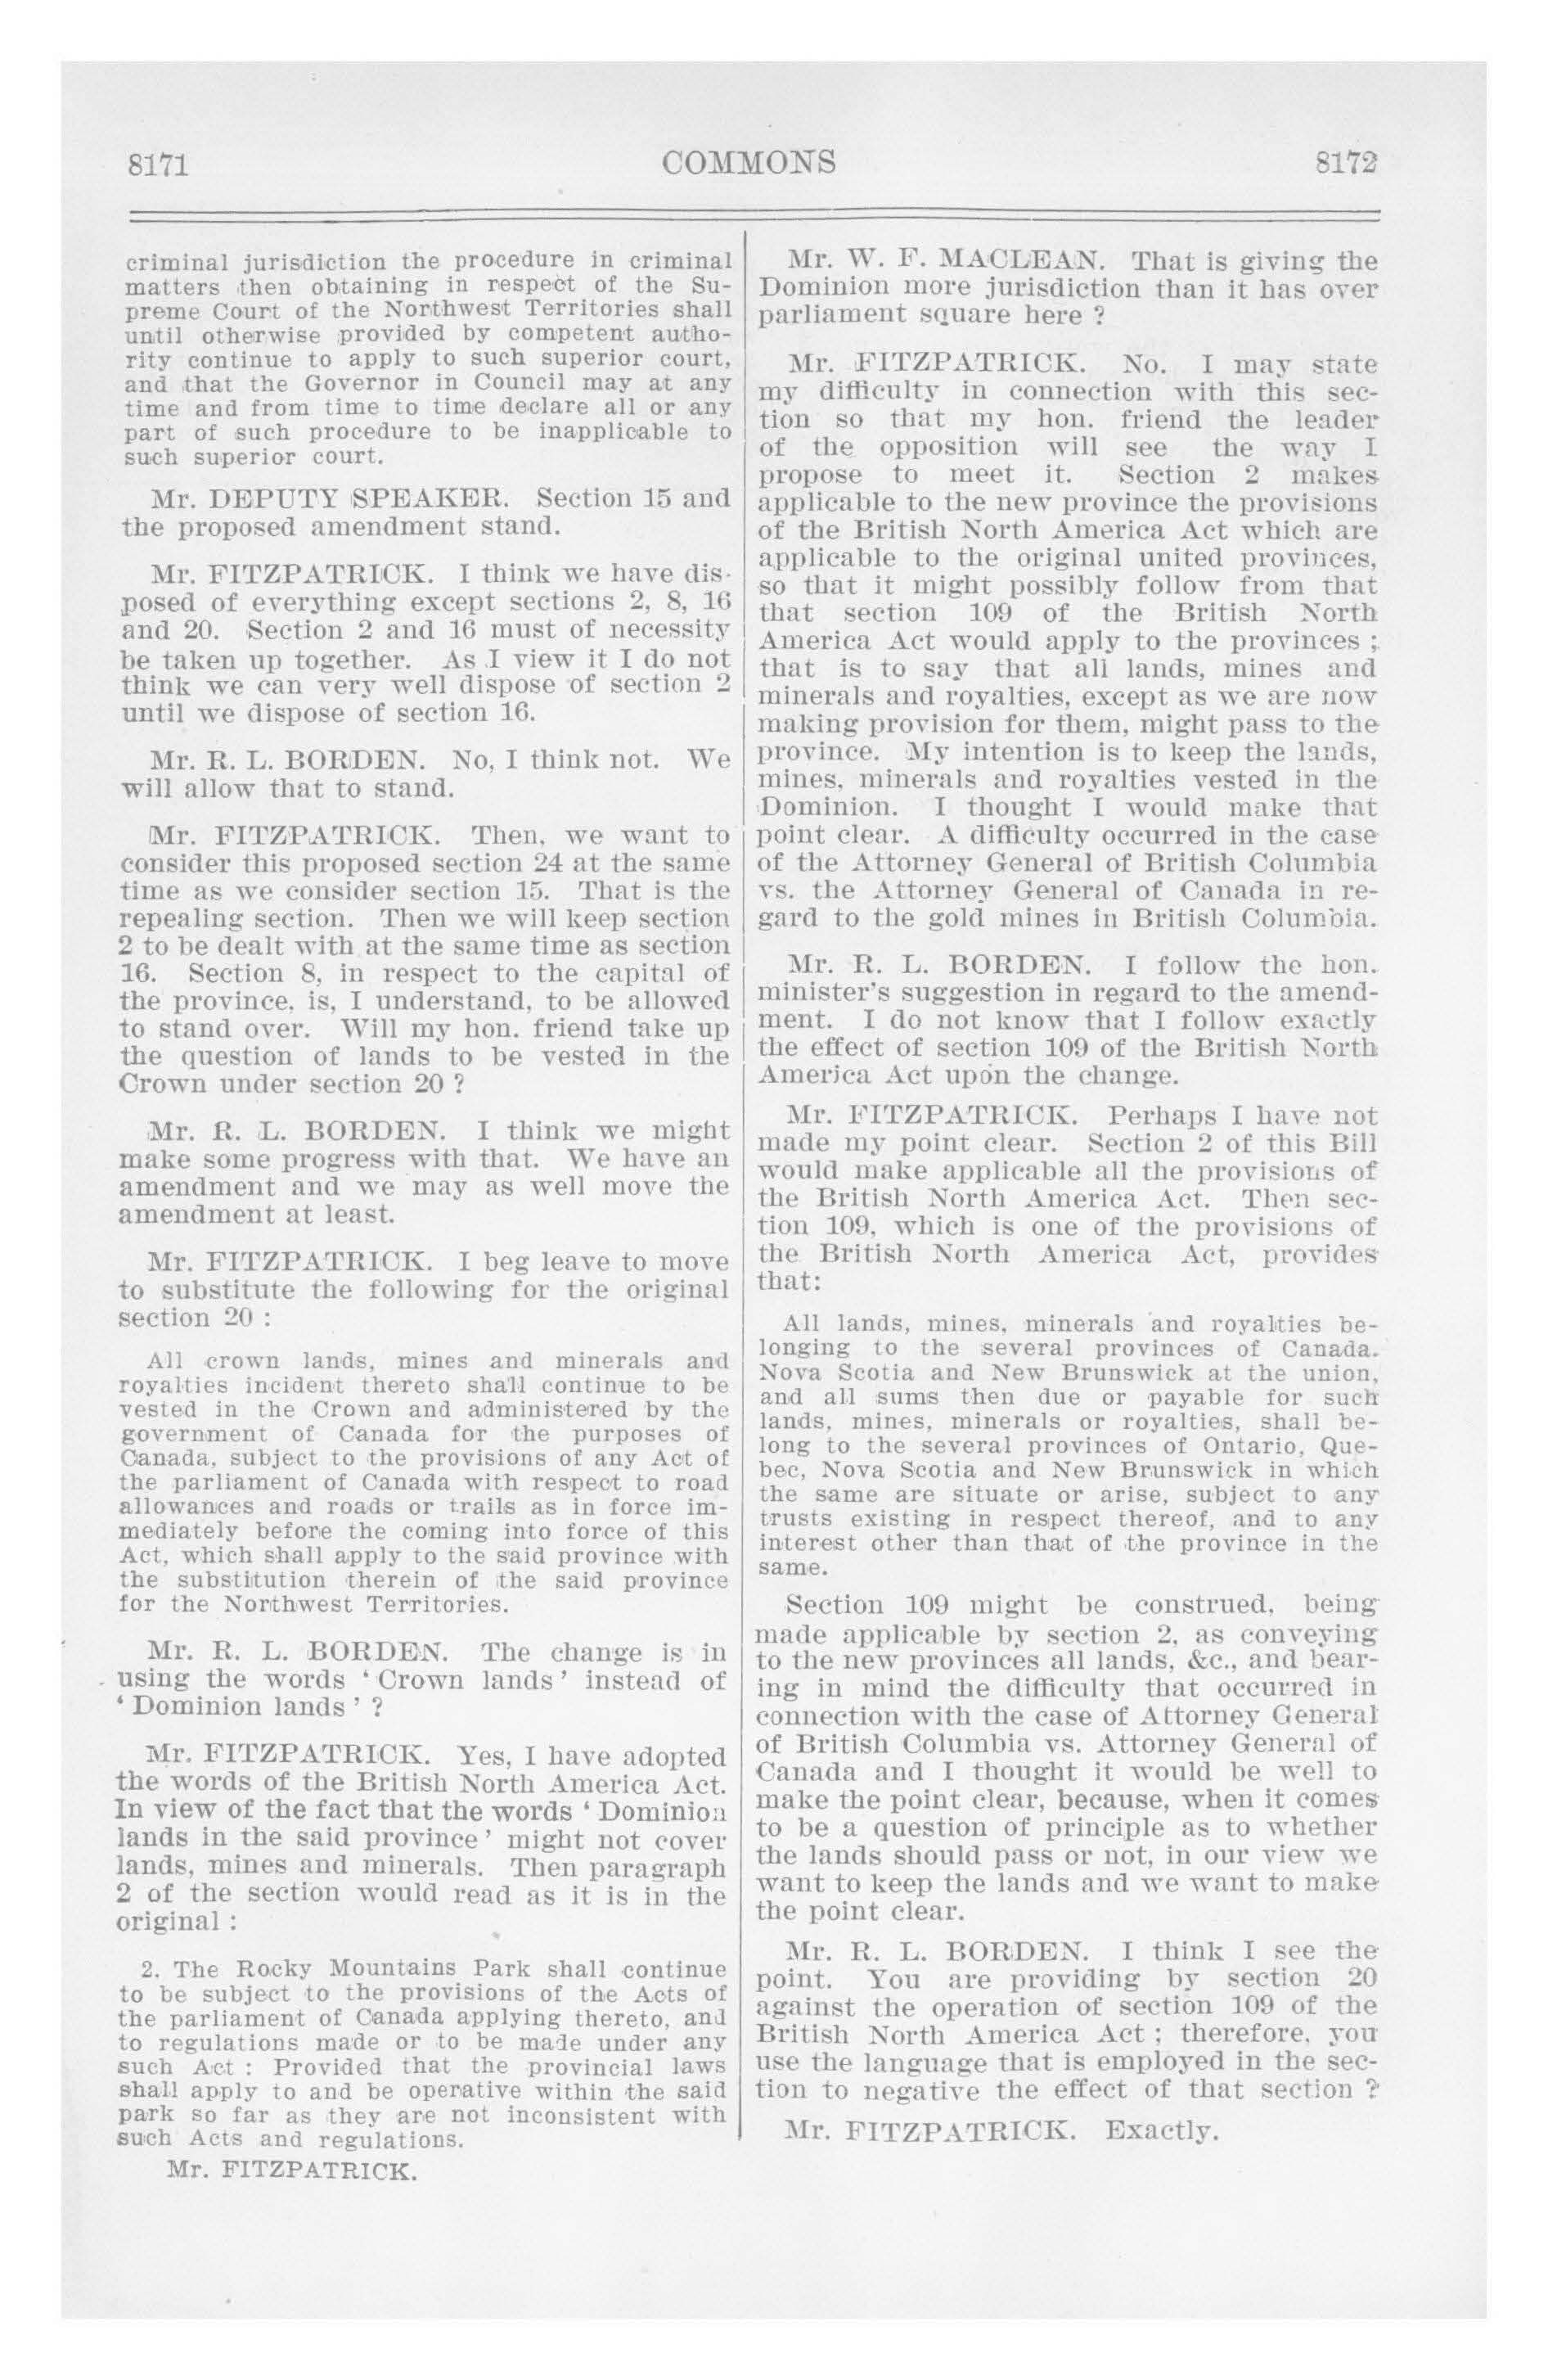 8171
COMMONS
8172
criminal jurisdiction the procedure in criminal
matters then obtaining in respect of the Su-
preme Court of the Northwest Territories shall
until otherwise provided by competent autho-
rity continue to apply to such superior court,
and that the Governor in Council may at any
time and from time to time declare all or any
part of such procedure to be inapplicable to
such superior court.
Mr. DEPUTY SPEAKER. Section 15 and
the proposed amendment stand.
Mr. FITZPATRICK. I think we have dis-
posed of everything except sections 2, 8, 16
and 20. Section 2 and 16 must of necessity
be taken up together. As I view it I do not
think we can very well dispose of section 2
until we dispose of section 16.
Mr. R. L. BORDEN. No, I think not. We
will allow that to stand.
Mr. FITZPATRICK. Then, we want to
consider this proposed section 24 at the same
time as we consider section 15. That is the
repealing section. Then we will keep section
2 to be dealt with at the same time as section
16. Section 8, in respect to the capital of
the province, is, I understand, to be allowed
to stand over. Will my hon. friend take up
the question of lands to be vested in the
Crown under section 20 ?
Mr. R. L. BORDEN. I think we might
make some progress with that. We have an
amendment and we may as well move the
amendment at least.
Mr. FITZPATRICK. I beg leave to move
to substitute the following for the original
section 20 :
All crown lands, mines and minerals and
royalties incident thereto shall continue to be
vested in the Crown and administered by the
government of Canada for the purposes of
Canada, subject to the provisions of any Act of
the parliament of Canada with respect to road
allowances and roads or trails as in force im-
mediately before the coming into force of this
Act, which shall apply to the said province with
the substitution therein of the said province
for the Northwest Territories.
Mr. R. L. BORDEN. The change is in
using the words ‘ Crown lands ’ instead of
‘ Dominion lands ’ ?
Mr. FITZPATRICK. Yes, I have adopted
the words of the British North America Act.
In view of the fact that the words ‘ Dominion
lands in the said province ’ might not cover
lands, mines and minerals. Then paragraph
2 of the section would read as it is in the
original :
2. The Rocky Mountains Park shall continue
to be subject to the provisions of the Acts of
the parliament of Canada applying thereto, and
to regulations made or to be made under any
such Act : Provided that the provincial laws
shall apply to and be operative within the said
park so far as they are not inconsistent with
such Acts and regulations.
Mr. FITZPATRICK.
Mr. W. F. MACLEAN. That is giving the
Dominion more jurisdiction than it has over
parliament square here ?
Mr. FITZPATRICK. No. I may state
my difficulty in connection with this sec-
tion so that my hon. friend the leader
of the opposition will see the way I
propose to meet it. Section 2 makes
applicable to the new province the provisions
of the British North America Act which are
applicable to the original united provinces,
so that it might possibly follow from that
that section 109 of the British North
America Act would apply to the provinces ;
that is to say that all lands, mines and
minerals and royalties, except as we are now
making provision for them, might pass to the
province. My intention is to keep the lands,
mines, minerals and royalties vested in the
Dominion. I thought I would make that
point clear. A difficulty occurred in the case
of the Attorney General of British Columbia
vs. the Attorney General of Canada in re-
gard to the gold mines in British Columbia.
Mr. R. L. BORDEN. I follow the hon.
minister's suggestion in regard to the amend-
ment. I do not know that I follow exactly
the effect of section 109 of the British North
America Act upon the change.
Mr. FITZPATRICK. Perhaps I have not
made my point clear. Section 2 of this Bill
would make applicable all the provisions of
the British North America Act. Then sec-
tion 109, which is one of the provisions of
the British North America Act, provides
that:
All lands, mines, minerals and royalties be-
longing to the several provinces of Canada.
Nova Scotia and New Brunswick at the union,
and all sums then due or payable for such
lands, mines, minerals or royalties, shall be-
long to the several provinces of Ontario, Que-
bec, Nova Scotia and New Brunswick in which
the same are situate or arise, subject to any
trusts existing in respect thereof, and to any
interest other than that of the province in the
same.
Section 109 might be construed, being
made applicable by section 2, as conveying
to the new provinces all lands, &c., and bear-
ing in mind the difficulty that occurred in
connection with the case of Attorney General
of British Columbia vs. Attorney General of
Canada and I thought it would be well to
make the point clear, because, when it comes
to be a question of principle as to whether
the lands should pass or not, in our view we
want to keep the lands and we want to make
the point clear.
Mr. R. L. BORDEN. I think I see the
point. You are providing by section 20
against the operation of section 109 of the
British North America Act ; therefore, you
use the language that is employed in the sec-
tion to negative the effect of that section ?
Mr. FITZPATRICK. Exactly.